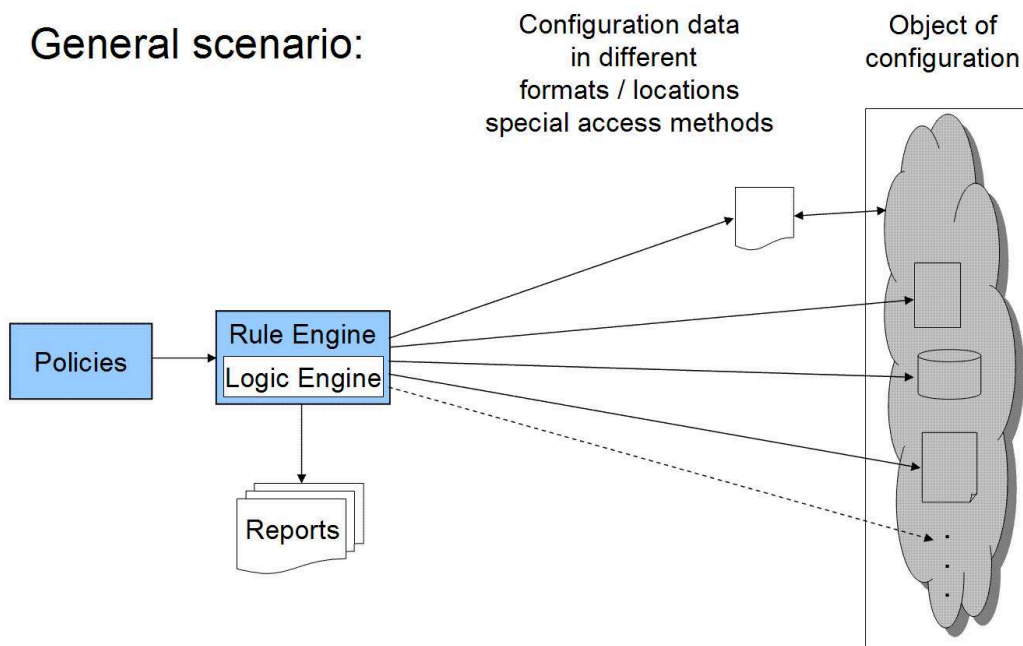 General scenario:
Configuration data
in different
formats / locations
special access methods
Object of
configuration
Policies
Rule Engine
Logic Engine
Reports